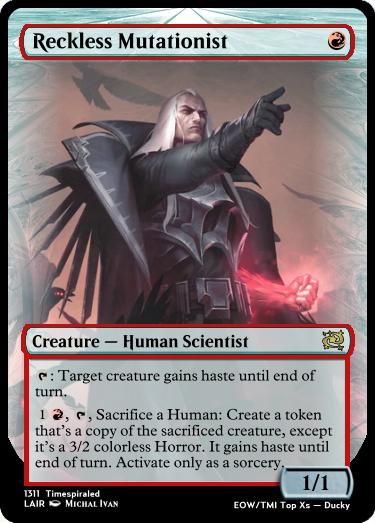 Reckless Mutationist
Creature — Human Scientist
: Target creature gains haste until end of
turn.
1 , , Sacrifice a Human: Create a token
that's a copy of the sacrificed creature, except
it's a 3/2 colorless Horror. It gains haste
until end of turn. Activate only as a sorcery.
1/1
1311 Timespiraled
LAIR Michal Ivan
EOW/TMI Top Xs — Ducky